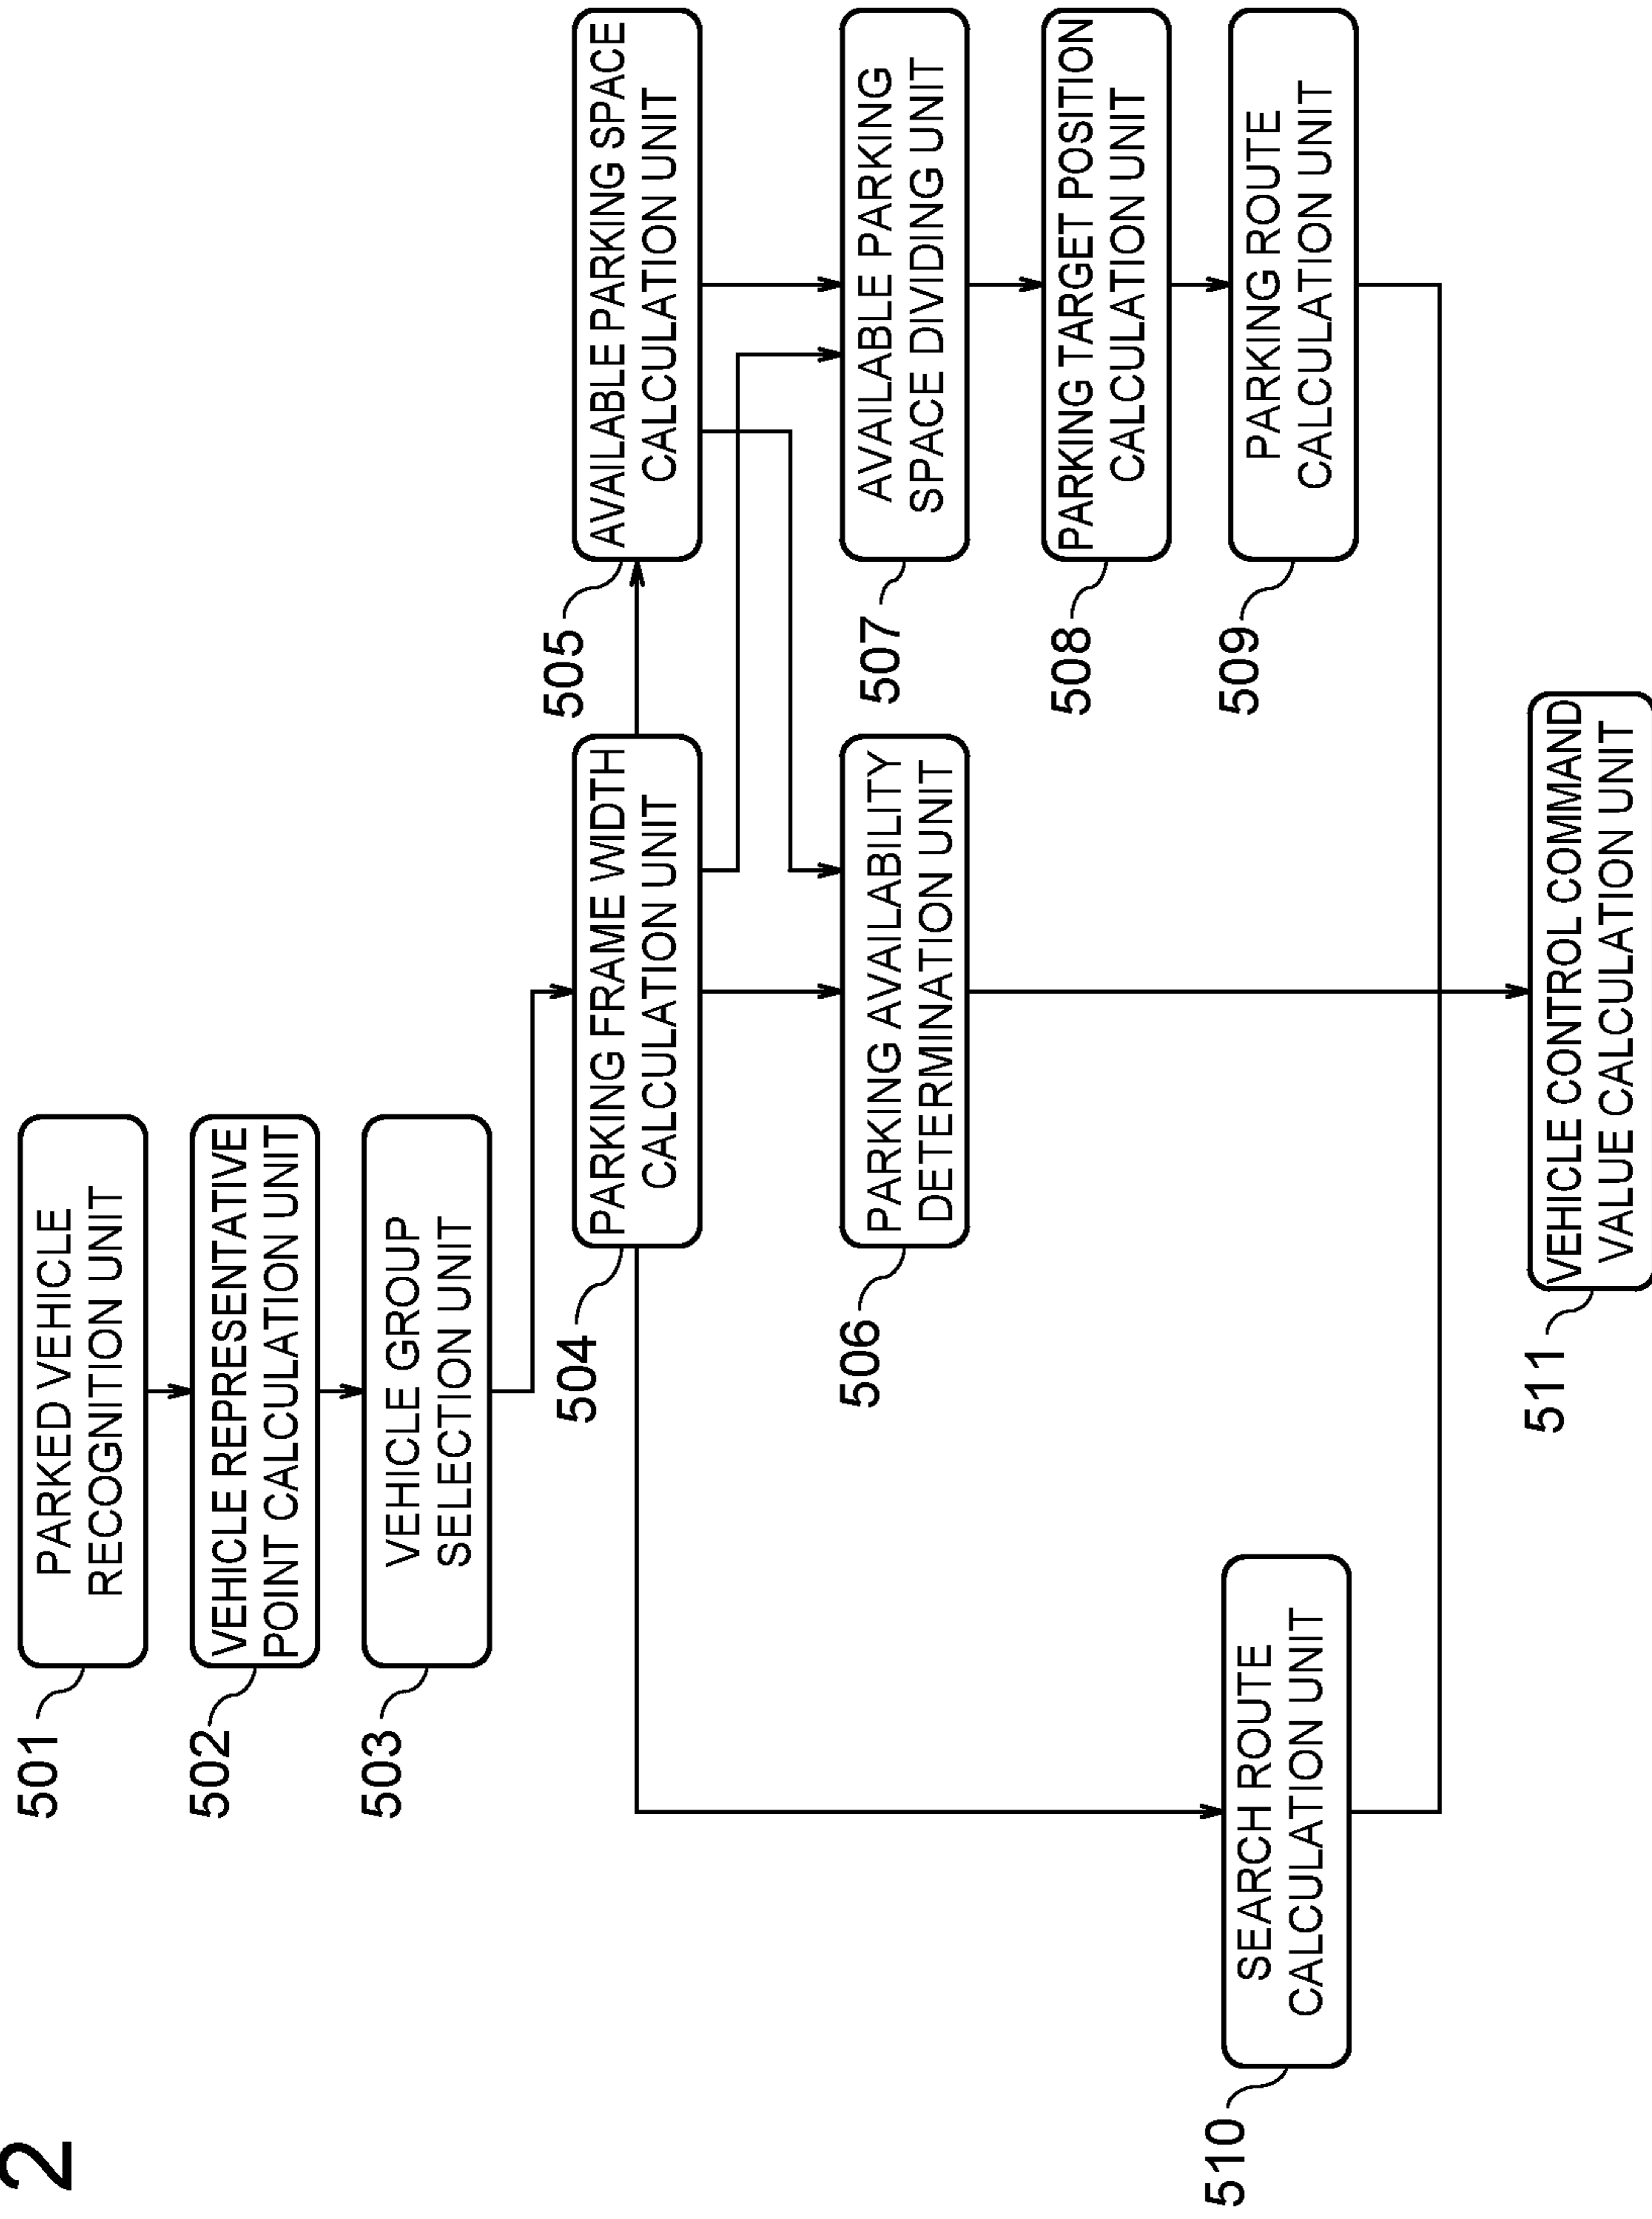 2
501
PARKED VEHICLE
RECOGNITION UNIT
502
VEHICLE REPRESENTATIVE
POINT CALCULATION UNIT
503
VEHICLE GROUP
SELECTION UNIT
504
PARKING FRAME WIDTH
CALCULATION UNIT
505
AVAILABLE PARKING SPACE
CALCULATION UNIT
506
PARKING AVAILABILITY
DETERMINATION UNIT
507
AVAILABLE PARKING
SPACE DIVIDING UNIT
508
PARKING TARGET POSITION
CALCULATION UNIT
509
PARKING ROUTE
CALCULATION UNIT
510
SEARCH ROUTE
CALCULATION UNIT
511
VEHICLE CONTROL COMMAND
VALUE CALCULATION UNIT